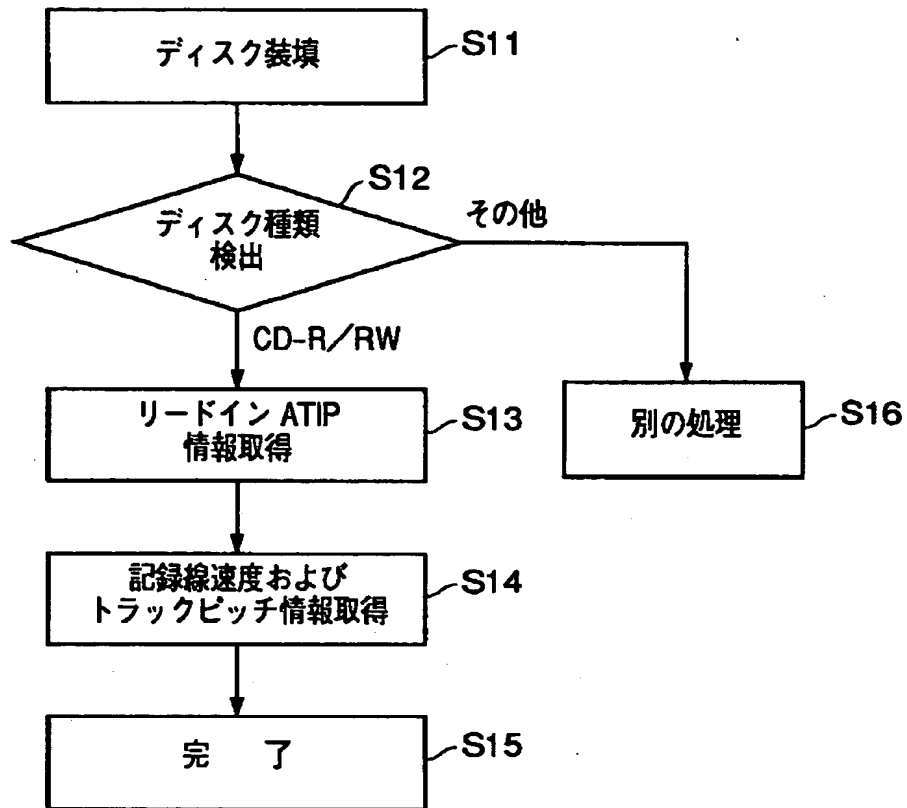 ディスク装填
S11
S12
ディスク種類
検出
その他
CD-R／RW
リードイン ATIP
情報取得
S13
別の処理
S16
記録線速度および
トラックピッチ情報取得
S14
完 了
S15